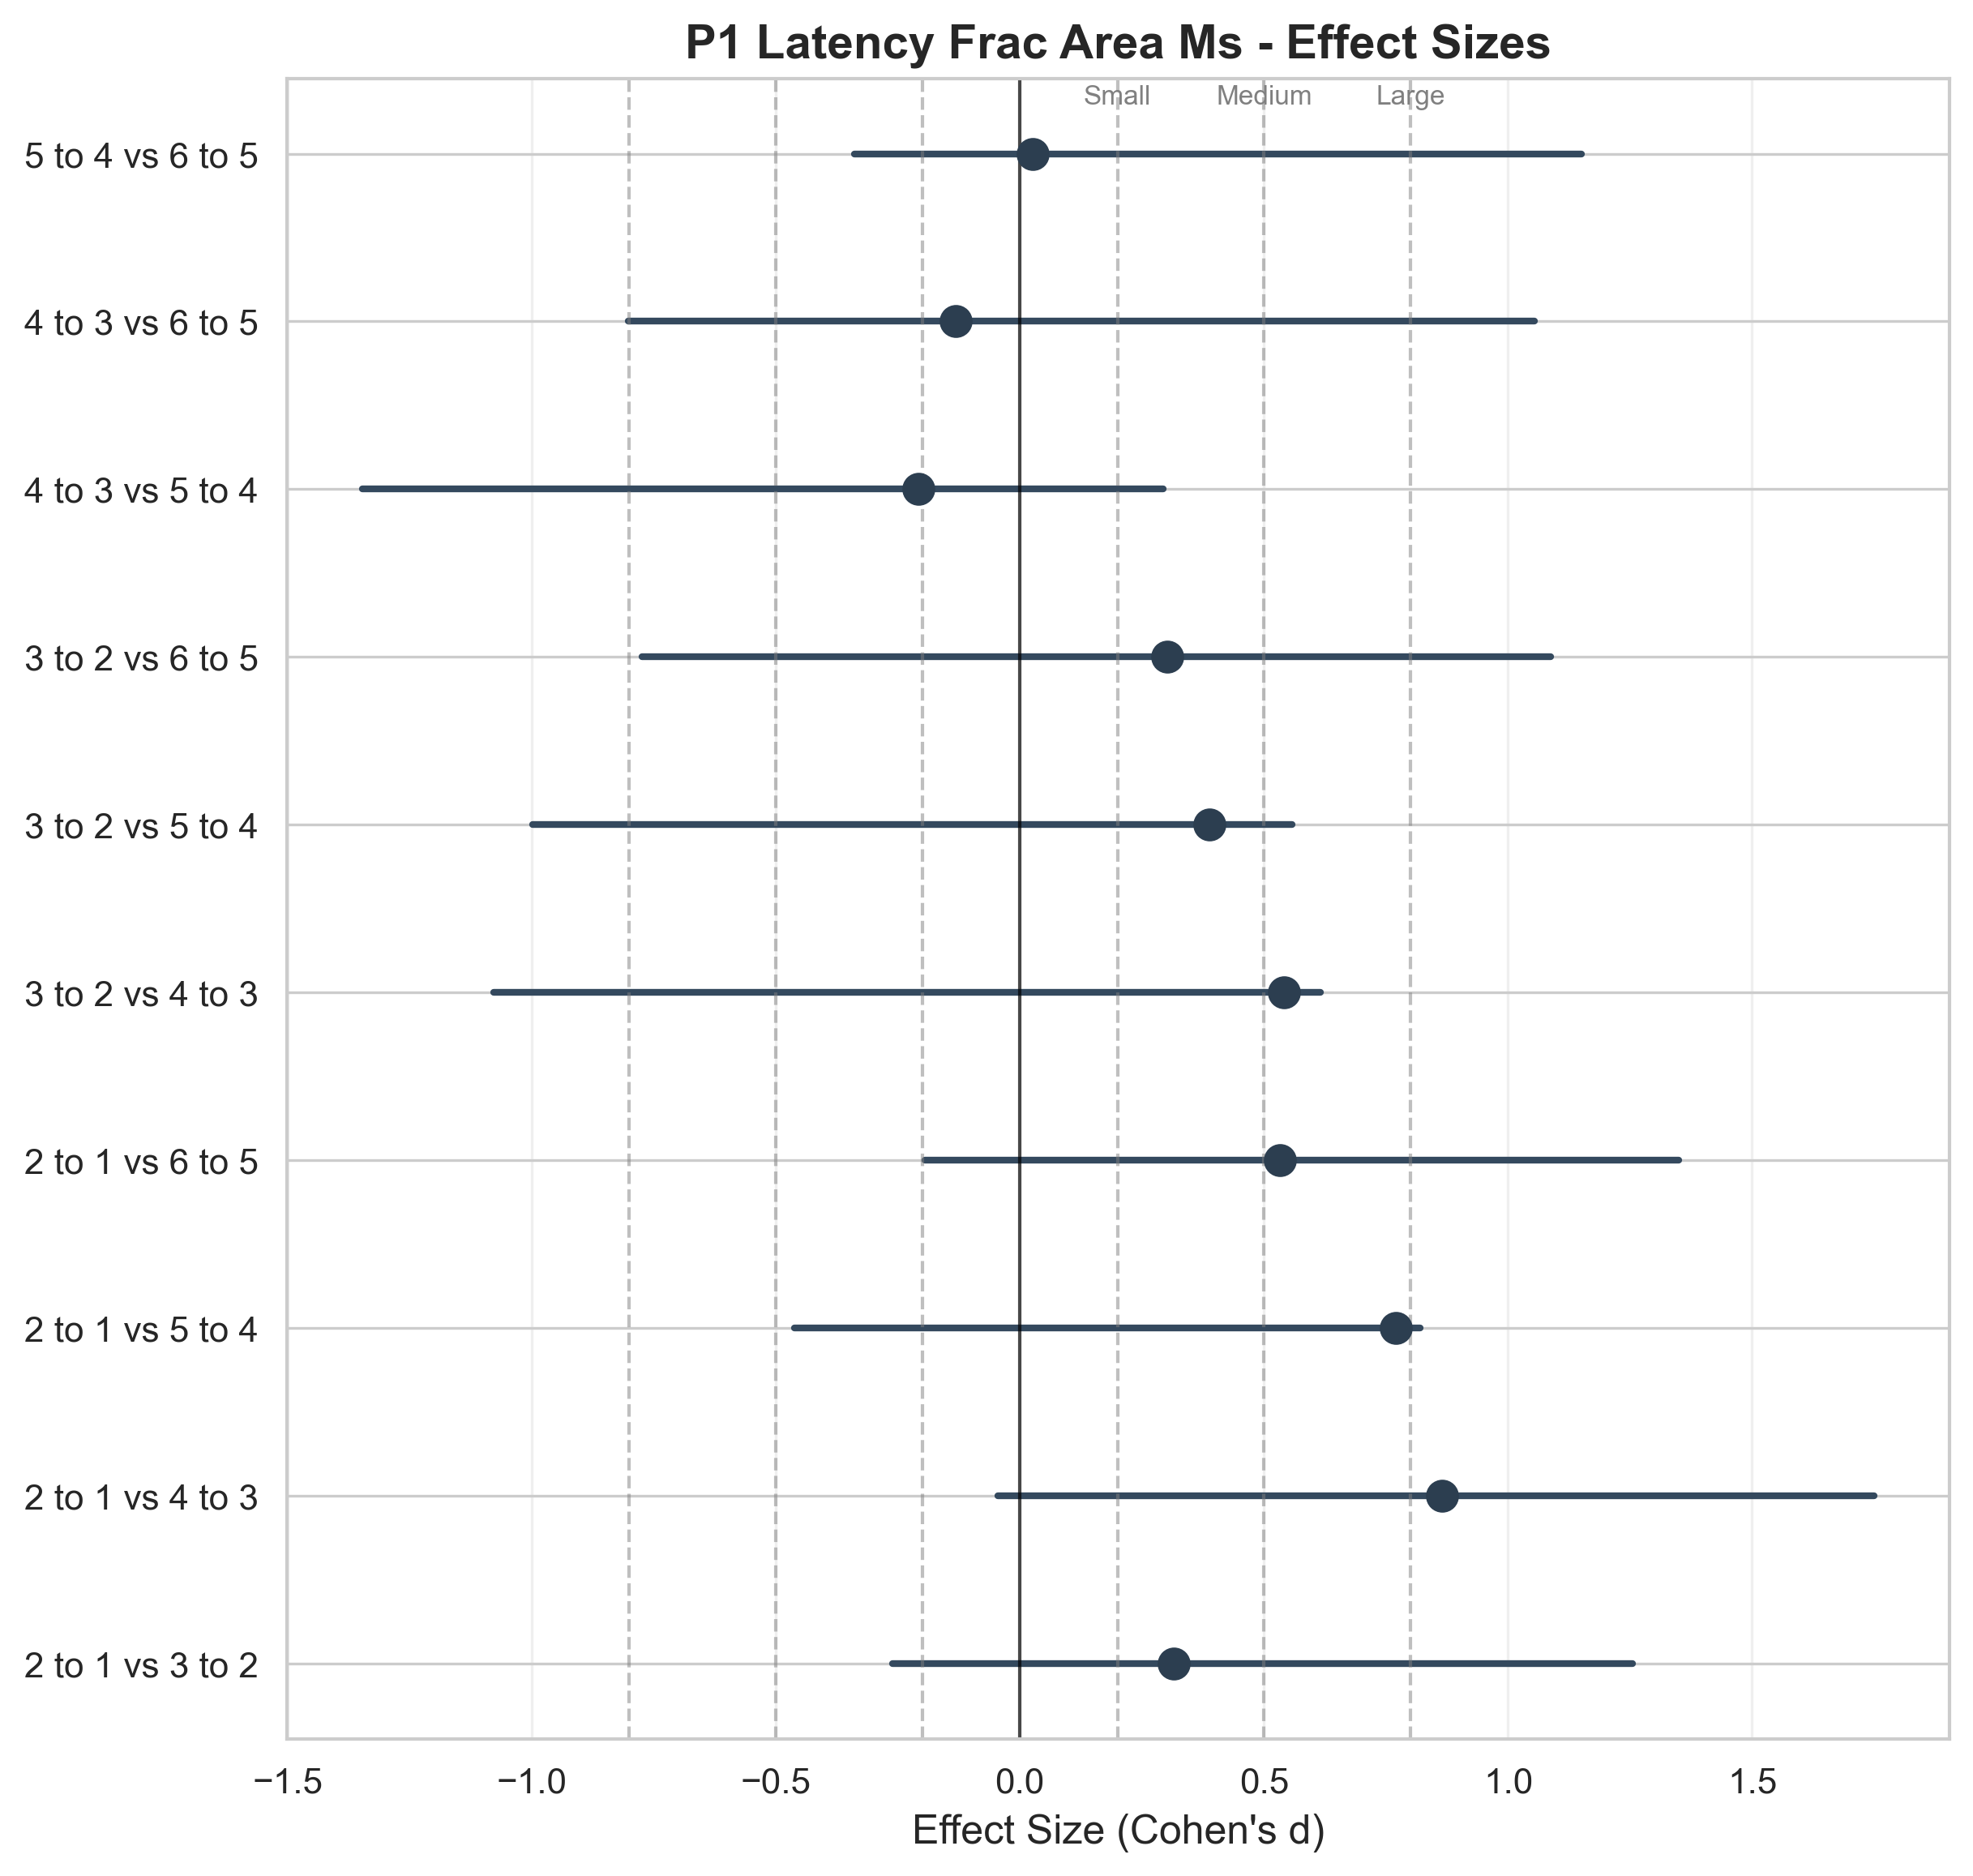 P1 Latency Frac Area Ms - Effect Sizes
Small Medium Large
5 to 4 vs 6 to 5
4 to 3 vs 6 to 5
4 to 3 vs 5 to 4
3 to 2 vs 6 to 5
3 to 2 vs 5 to 4
3 to 2 vs 4 to 3
2 to 1 vs 6 to 5
2 to 1 vs 5 to 4
2 to 1 vs 4 to 3
2 to 1 vs 3 to 2
−1.5 −1.0 −0.5 0.0 0.5 1.0 1.5
Effect Size (Cohen's d)